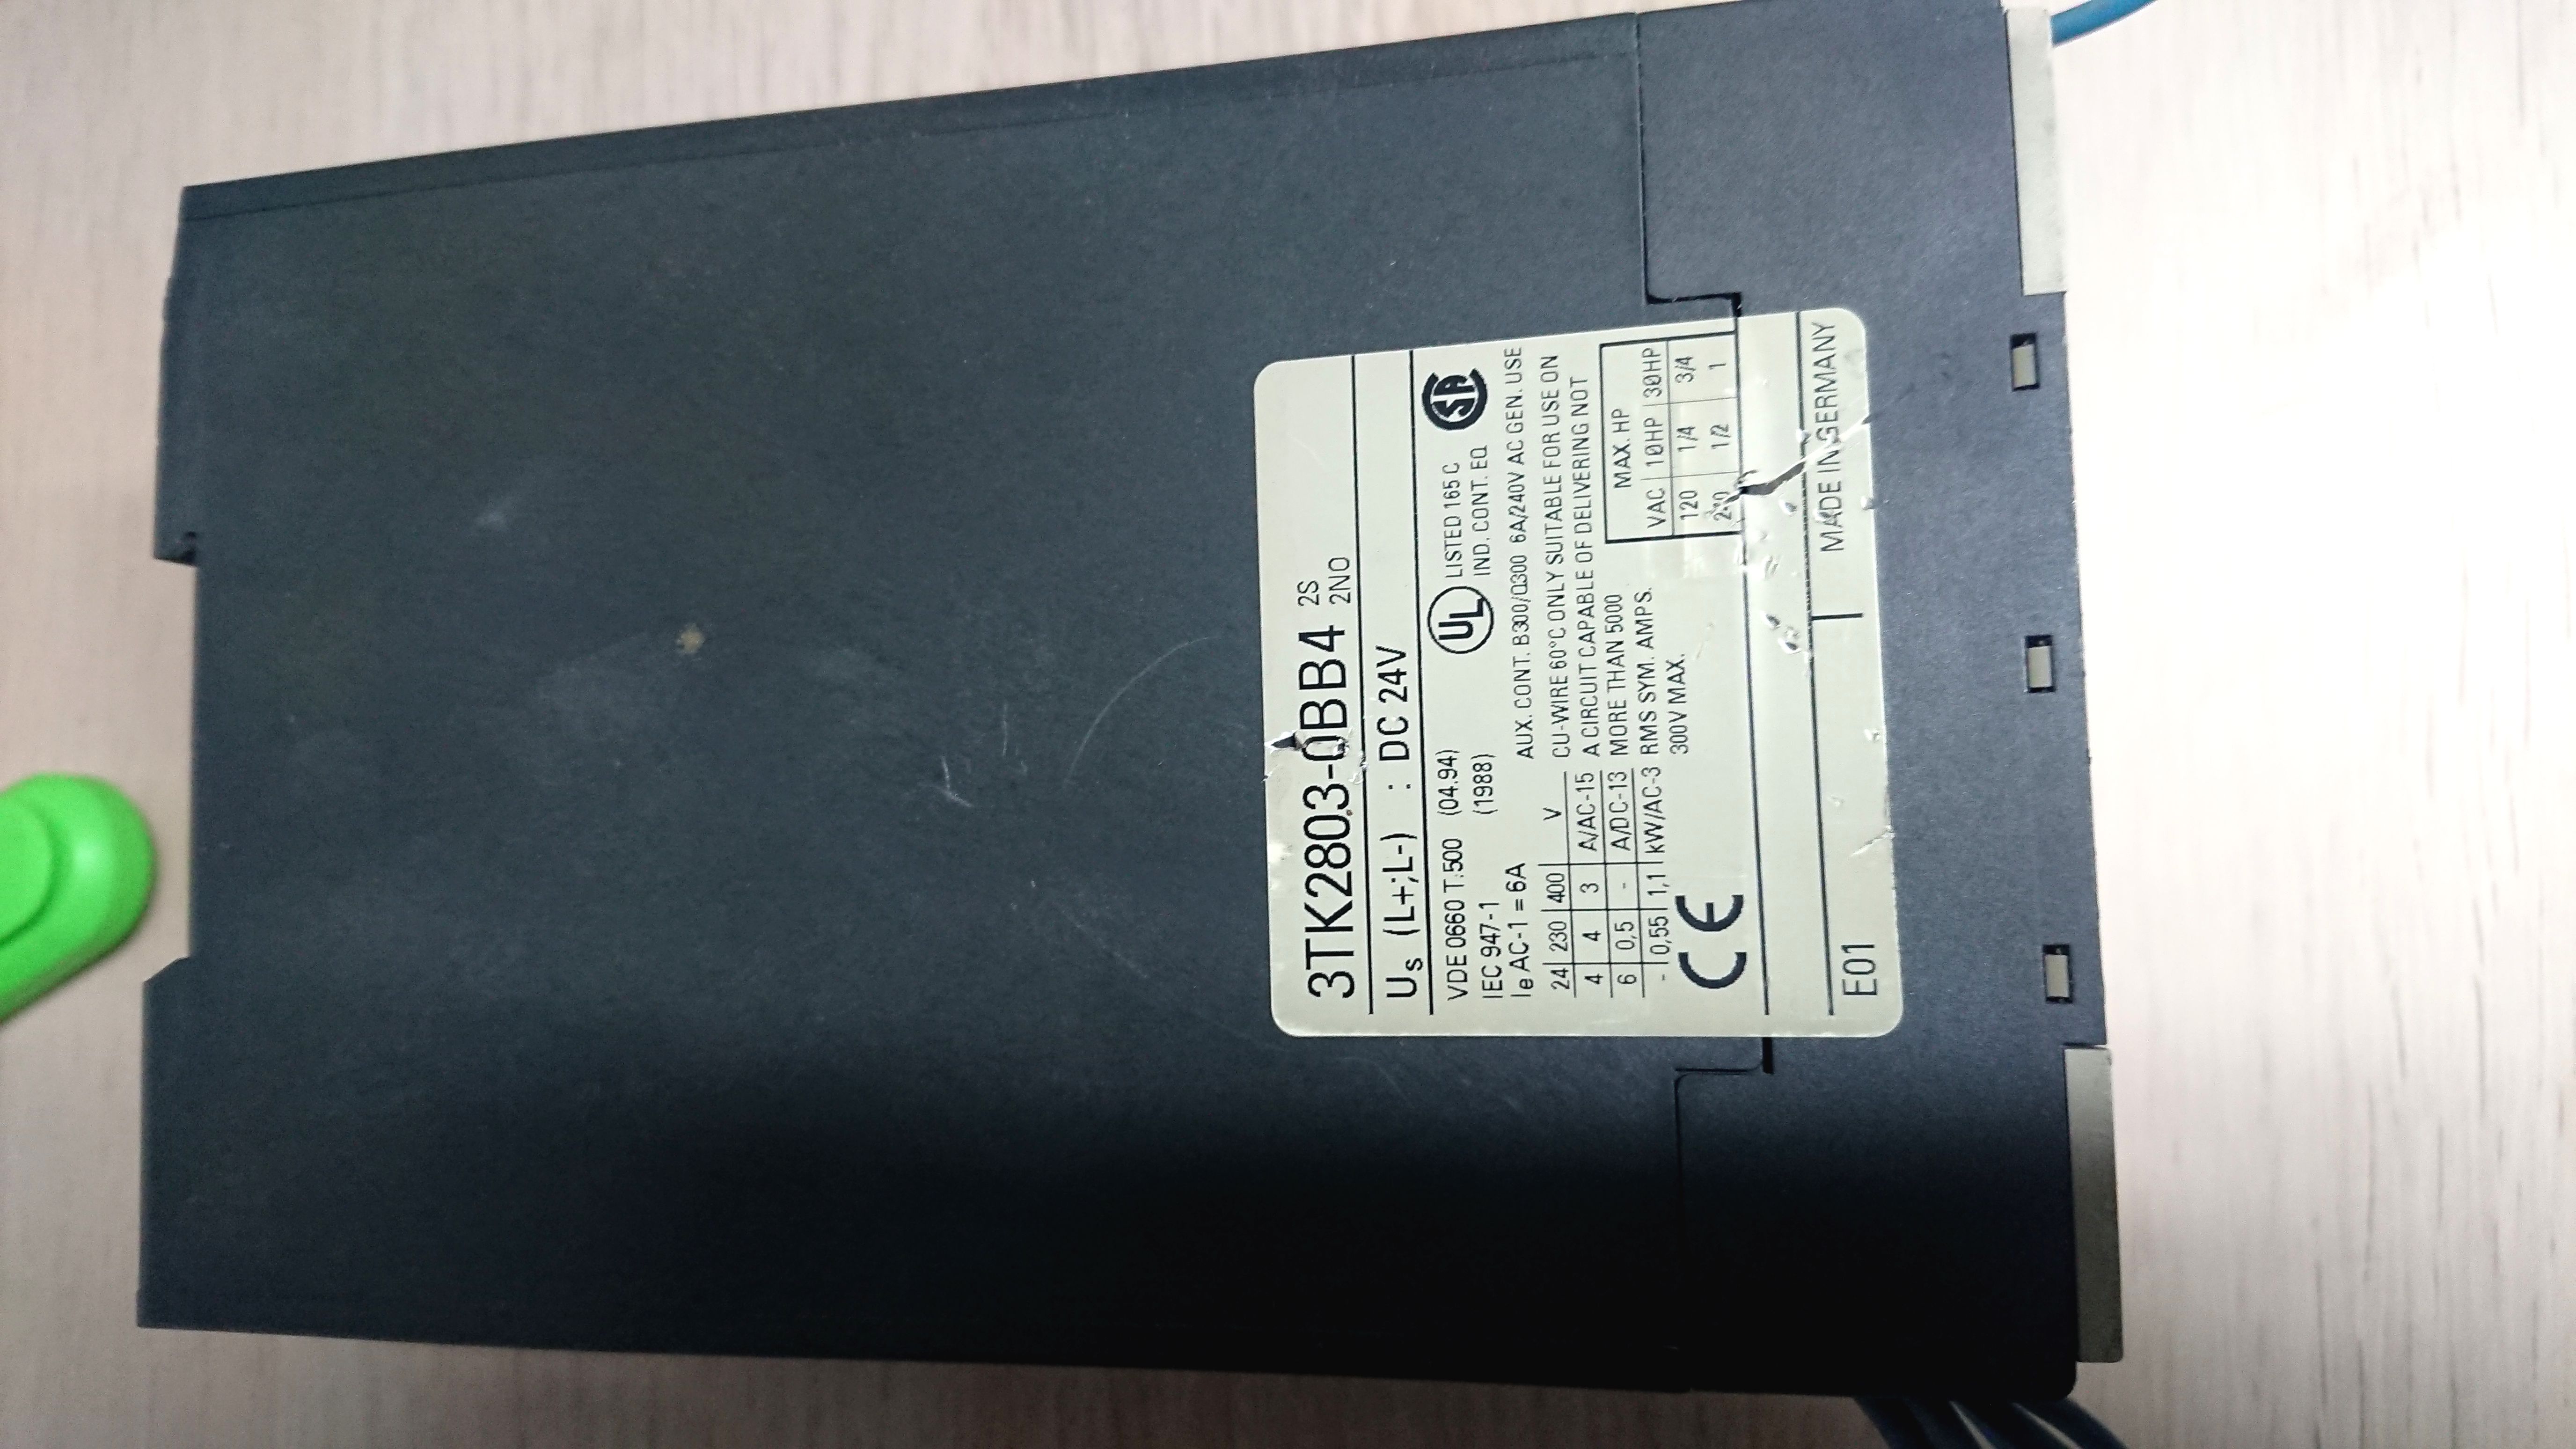 3TK2803-0BB4 2S
2NO
Us (L+;L-) : DC 24V
VDE 0660 T.500 (04.94)
IEC 947-1 (1988)
Ie AC-1 = 6A
UL LISTED 165 C
IND. CONT. EQ
SA
AUX. CONT. B300/Q300 6A/240V AC GEN. USE
24 230 400 V
4 4 3 A/AC-15
6 0,5 - A/DC-13
- 0,55 1,1 kW/AC-3
CU-WIRE 60°C ONLY SUITABLE FOR USE ON
A CIRCUIT CAPABLE OF DELIVERING NOT
MORE THAN 5000
RMS SYM. AMPS.
300V MAX.
MAX. HP
VAC 10HP 30HP
120 1/4 3/4
1/2 1
CE
E01 MADE IN GERMANY